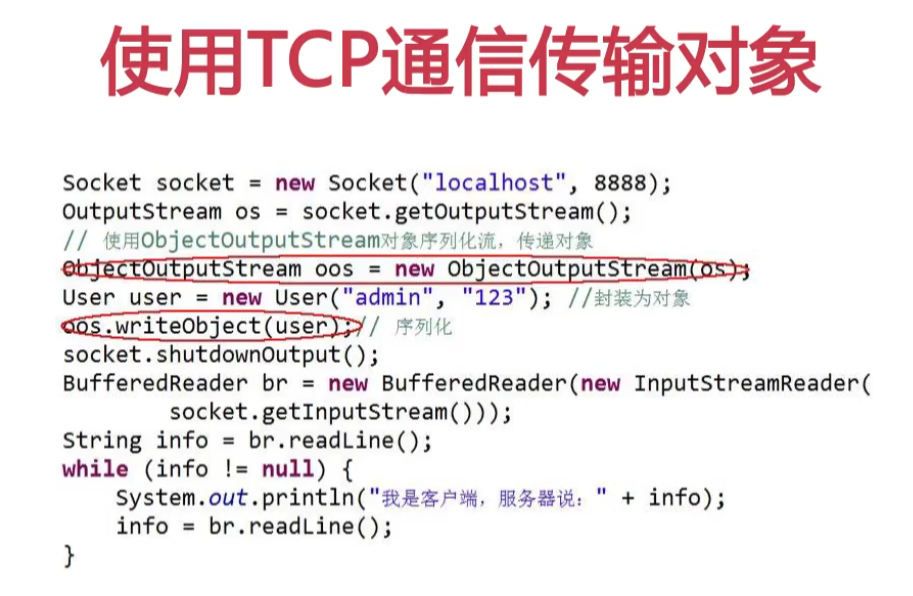 使用TCP通信传输对象
Socket socket = new Socket("localhost", 8888);
OutputStream os = socket.getOutputStream();
// 使用ObjectOutputStream对象序列化流，传递对象
ObjectOutputStream oos = new ObjectOutputStream(os);
User user = new User("admin", "123"); //封装为对象
oos.writeObject(user);// 序列化
socket.shutdownOutput();
BufferedReader br = new BufferedReader(new InputStreamReader(
socket.getInputStream()));
String info = br.readLine();
while (info != null) {
System.out.println("我是客户端，服务器说：" + info);
info = br.readLine();
}